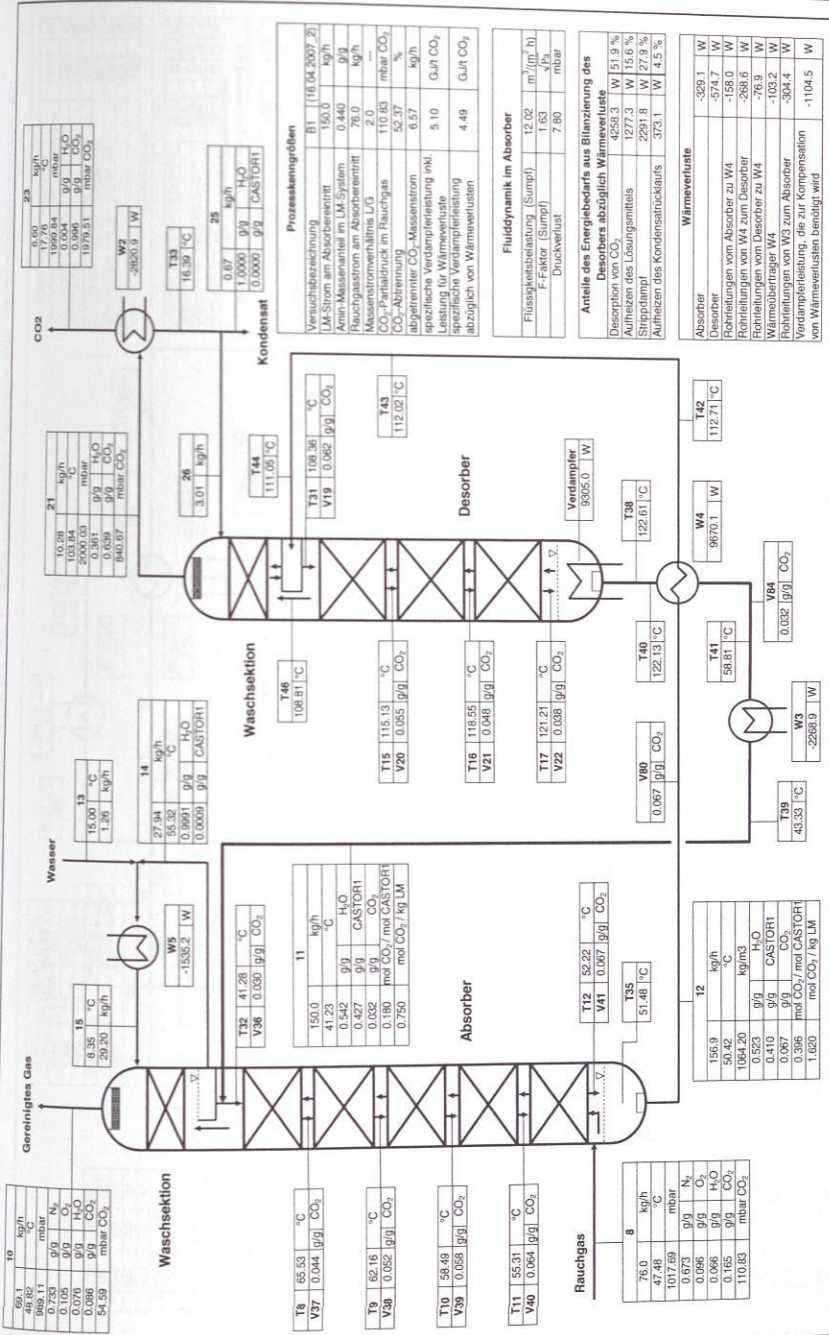 10
69.1 kg/h
48.82 °C
989.11 mbar
0.733 g/g N₂
0.105 g/g O₂
0.076 g/g H₂O
0.086 g/g CO₂
54.59 mbar CO₂
Gereinigtes Gas
Waschsektion
15
8.35 °C
29.20 kg/h
W5
-1535.2 W
Wasser
13
15.00 °C
1.26 kg/h
14
27.94 kg/h
55.32 °C
0.9991 g/g H₂O
0.0009 g/g CASTOR1
T32 41.28 °C
V36 0.030 g/g CO₂
11
150.0 kg/h
41.23 °C
0.542 g/g H₂O
0.427 g/g CASTOR1
0.032 g/g CO₂
0.180 mol CO₂ / mol CASTOR1
0.750 mol CO₂ / kg LM
Absorber
T8 65.53 °C
V37 0.044 g/g CO₂
T9 62.16 °C
V38 0.052 g/g CO₂
T10 58.49 °C
V39 0.058 g/g CO₂
T11 55.31 °C
V40 0.064 g/g CO₂
T12 52.22 °C
V41 0.067 g/g CO₂
T35
51.48 °C
Rauchgas
8
76.0 kg/h
47.48 °C
1017.69 mbar
0.673 g/g N₂
0.096 g/g O₂
0.066 g/g H₂O
0.165 g/g CO₂
110.83 mbar CO₂
12
156.9 kg/h
50.42 °C
1064.20 kg/m3
0.523 g/g H₂O
0.410 g/g CASTOR1
0.067 g/g CO₂
0.396 mol CO₂ / mol CASTOR1
1.620 mol CO₂ / kg LM
T39
43.33 °C
W3
-2268.9 W
V80
0.067 g/g CO₂
T41
58.81 °C
V84
0.032 g/g CO₂
T40
122.13 °C
W4
9670.1 W
T38
122.61 °C
T42
112.71 °C
Verdampfer
9305.0 W
Desorber
Waschsektion
T46
108.81 °C
T15 115.13 °C
V20 0.055 g/g CO₂
T16 118.55 °C
V21 0.048 g/g CO₂
T17 121.21 °C
V22 0.038 g/g CO₂
T31 108.36 °C
V19 0.062 g/g CO₂
T43
112.02 °C
T44
111.05 °C
26
3.01 kg/h
21
10.28 kg/h
103.84 °C
2000.03 mbar
0.361 g/g H₂O
0.639 g/g CO₂
840.67 mbar CO₂
CO2
W2
-2820.9 W
23
6.60 kg/h
17.76 °C
1999.84 mbar
0.004 g/g H₂O
0.996 g/g CO₂
1979.51 mbar CO₂
T33
16.39 °C
25
0.67 kg/h
1.0000 g/g H₂O
0.0000 g/g CASTOR1
Kondensat
Prozesskenngrößen
Versuchsbezeichnung B1 (16.04.2007_2)
LM-Strom am Absorbereintritt 150.0 kg/h
Amin-Massenanteil im LM-System 0.440 g/g
Rauchgasstrom am Absorbereintritt 76.0 kg/h
Massenstromverhältnis L/G 2.0 ---
CO₂-Partialdruck im Rauchgas 110.83 mbar CO₂
CO₂-Abtrennung 52.37 %
abgetrennter CO₂-Massenstrom 6.57 kg/h
spezifische Verdampferleistung inkl.
Leistung für Wärmeverluste 5.10 GJ/t CO₂
spezifische Verdampferleistung
abzüglich von Wärmeverlusten 4.49 GJ/t CO₂
Fluiddynamik im Absorber
Flüssigkeitsbelastung (Sumpf) 12.02 m³/(m² h)
F-Faktor (Sumpf) 1.63 √Pa
Druckverlust 7.80 mbar
Anteile des Energiebedarfs aus Bilanzierung des
Desorbers abzüglich Wärmeverluste
Desorption von CO₂ 4258.3 W 51.9 %
Aufheizen des Lösungsmittels 1277.3 W 15.6 %
Strippdampf 2291.8 W 27.9 %
Aufheizen des Kondensatrücklaufs 373.1 W 4.5 %
Wärmeverluste
Absorber -329.1 W
Desorber -574.7 W
Rohrleitungen vom Absorber zu W4 -158.0 W
Rohrleitungen von W4 zum Desorber -268.6 W
Rohrleitungen vom Desorber zu W4 -76.9 W
Wärmeübertrager W4 -103.2 W
Rohrleitungen von W3 zum Absorber -304.4 W
Verdampferleistung, die zur Kompensation
von Wärmeverlusten benötigt wird -1104.5 W